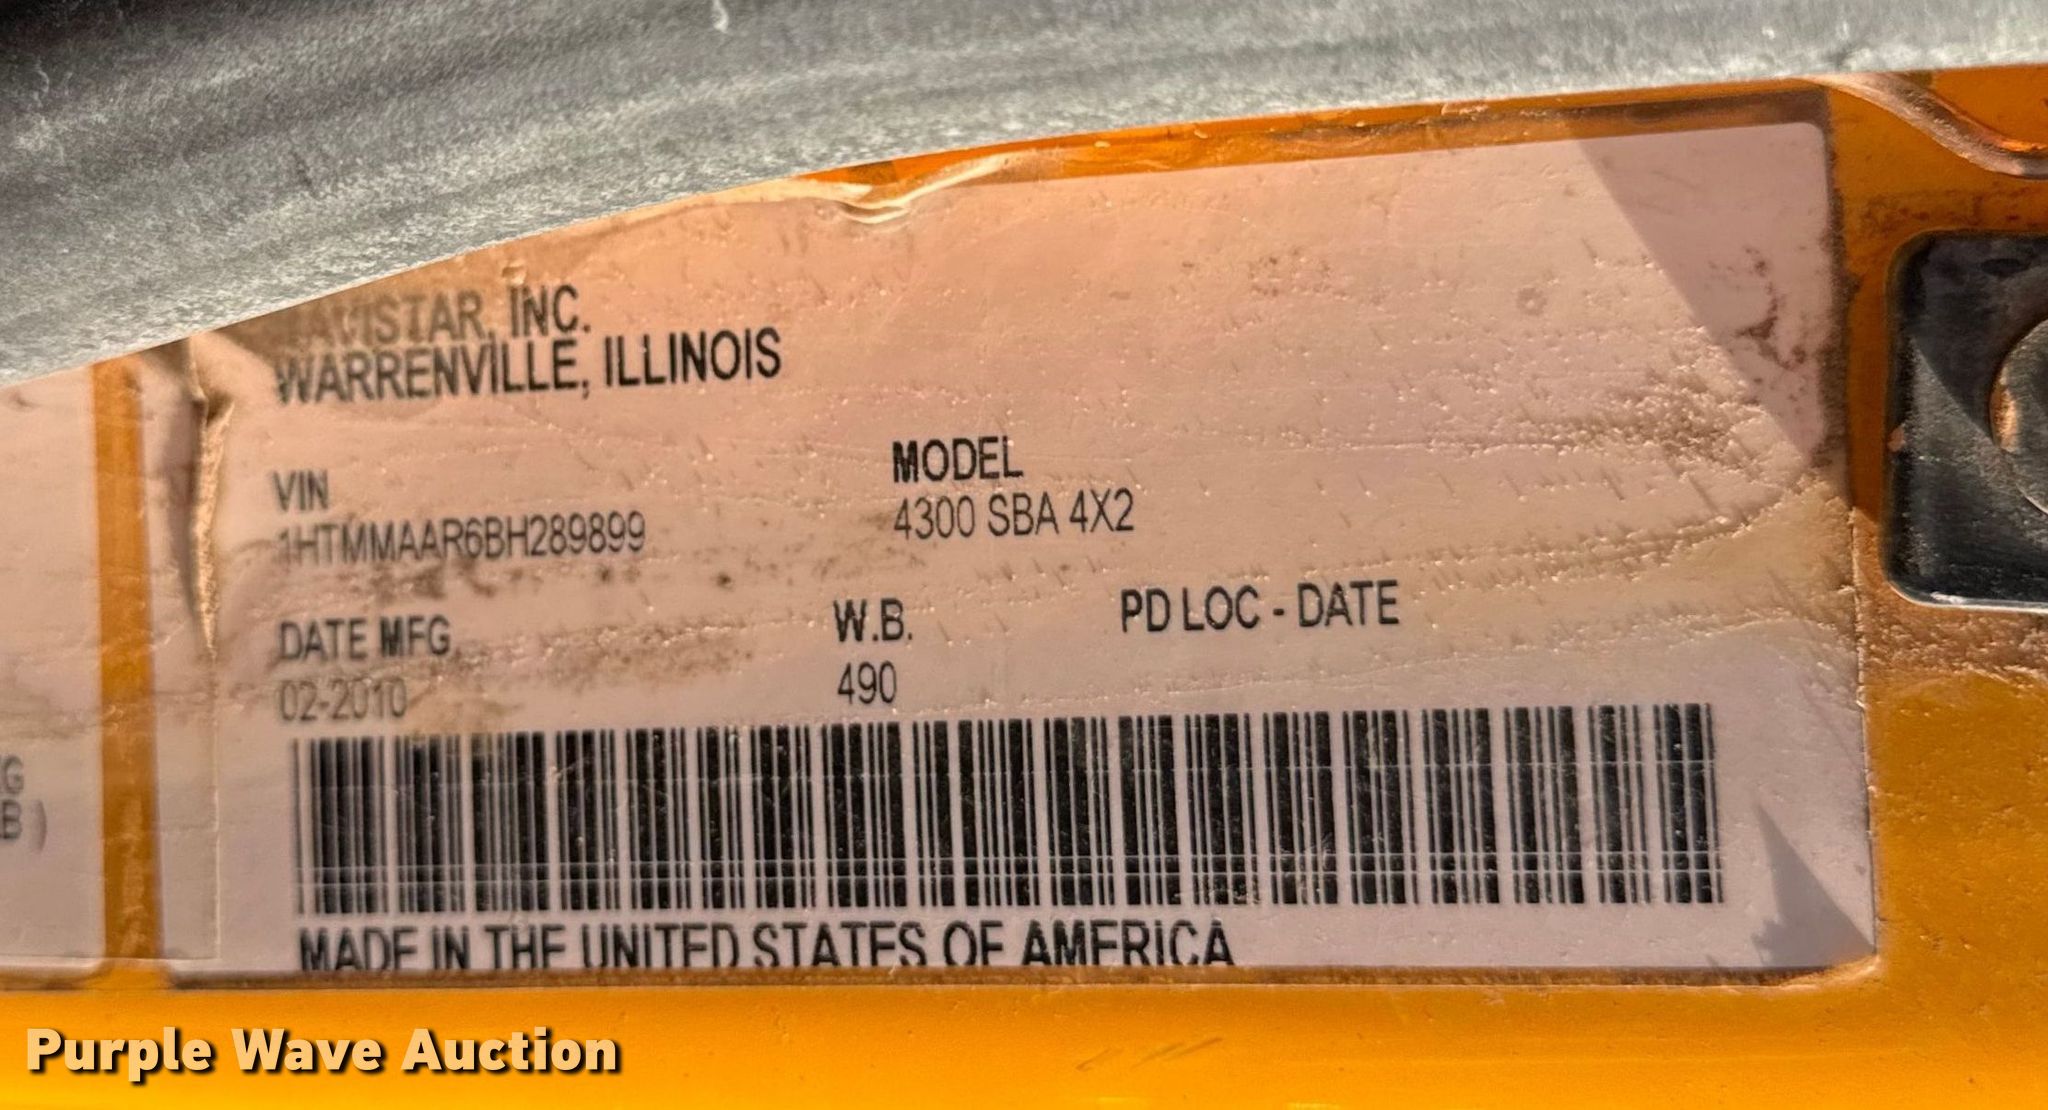 NAVISTAR, INC.
WARRENVILLE, ILLINOIS
VIN
1HTMMAAR6BH289899
MODEL
4300 SBA 4X2
DATE MFG
02-2010
W.B.
490
PD LOC - DATE
MADE IN THE UNITED STATES OF AMERICA
B)
Purple Wave Auction